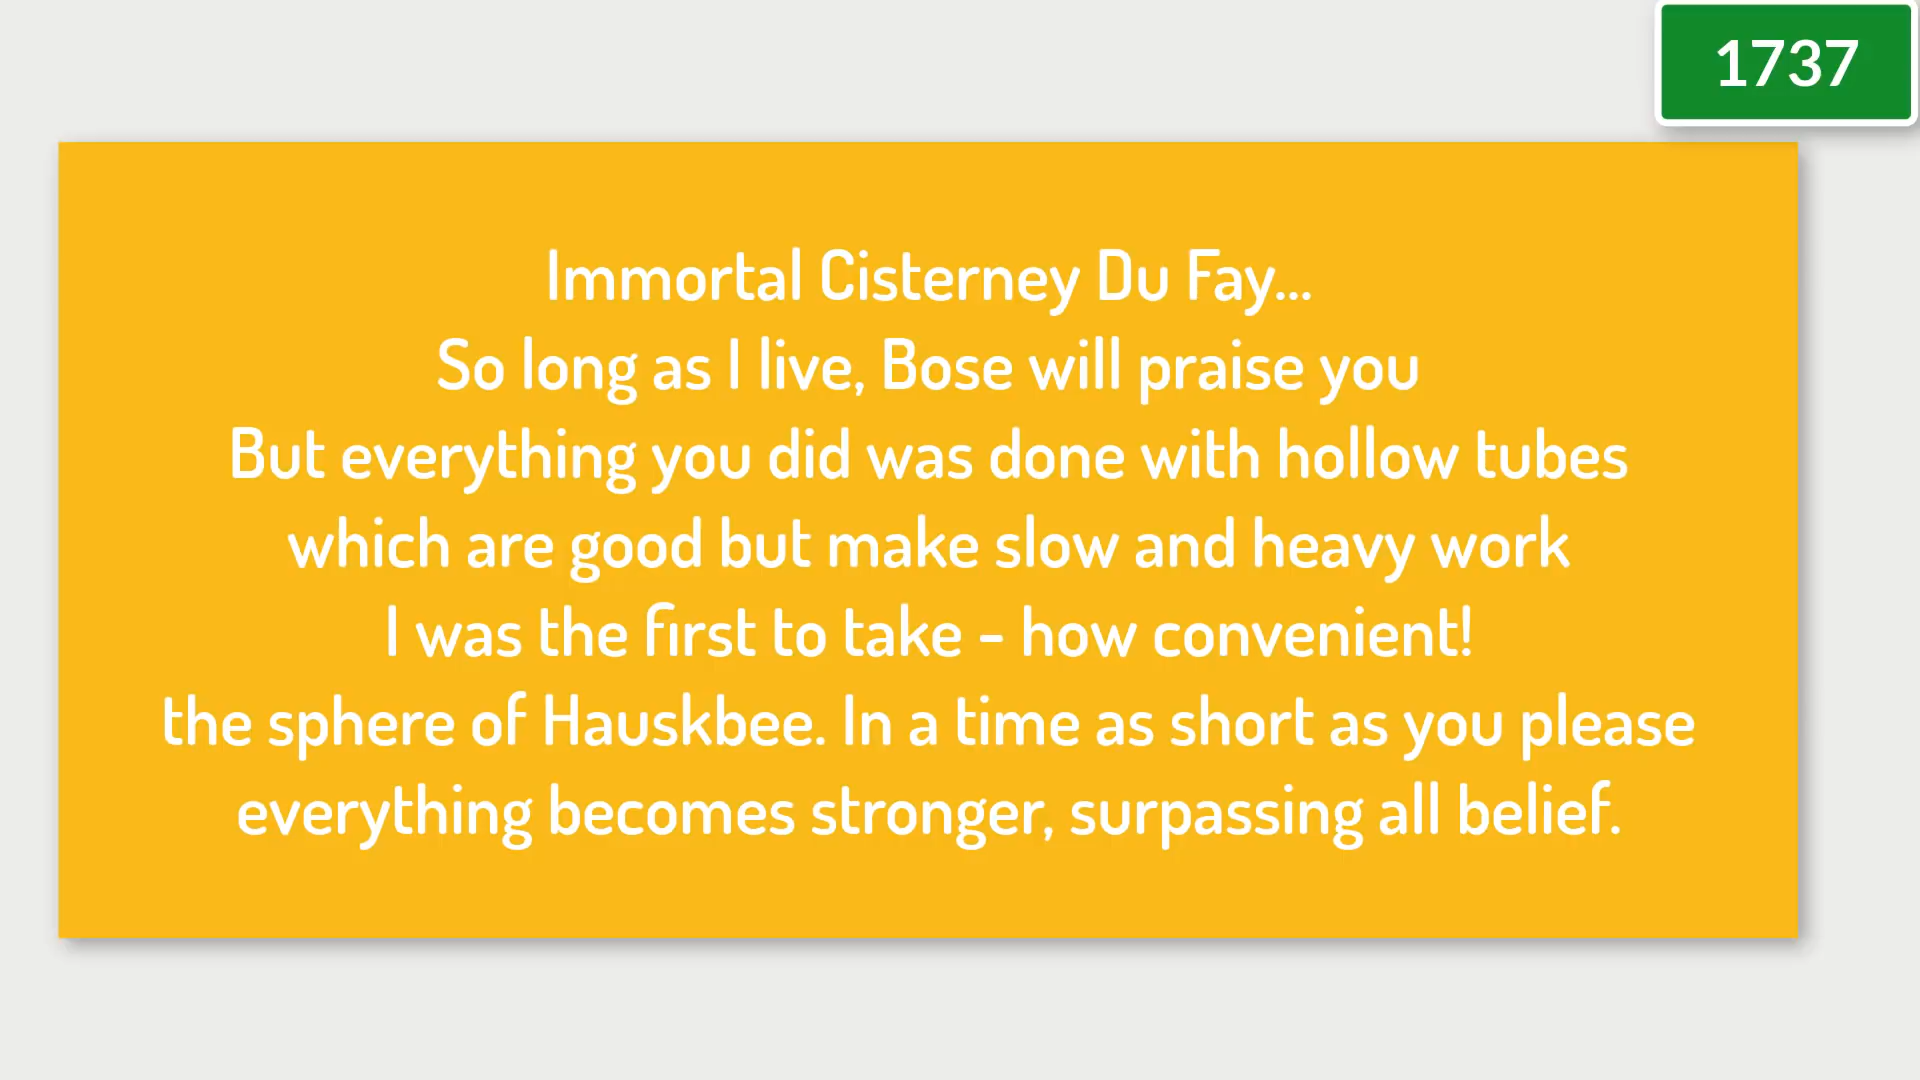 1737
Immortal Cisterney Du Fay...
So long as I live, Bose will praise you
But everything you did was done with hollow tubes
which are good but make slow and heavy work
I was the first to take - how convenient!
the sphere of Hauskbee. In a time as short as you please
everything becomes stronger, surpassing all belief.